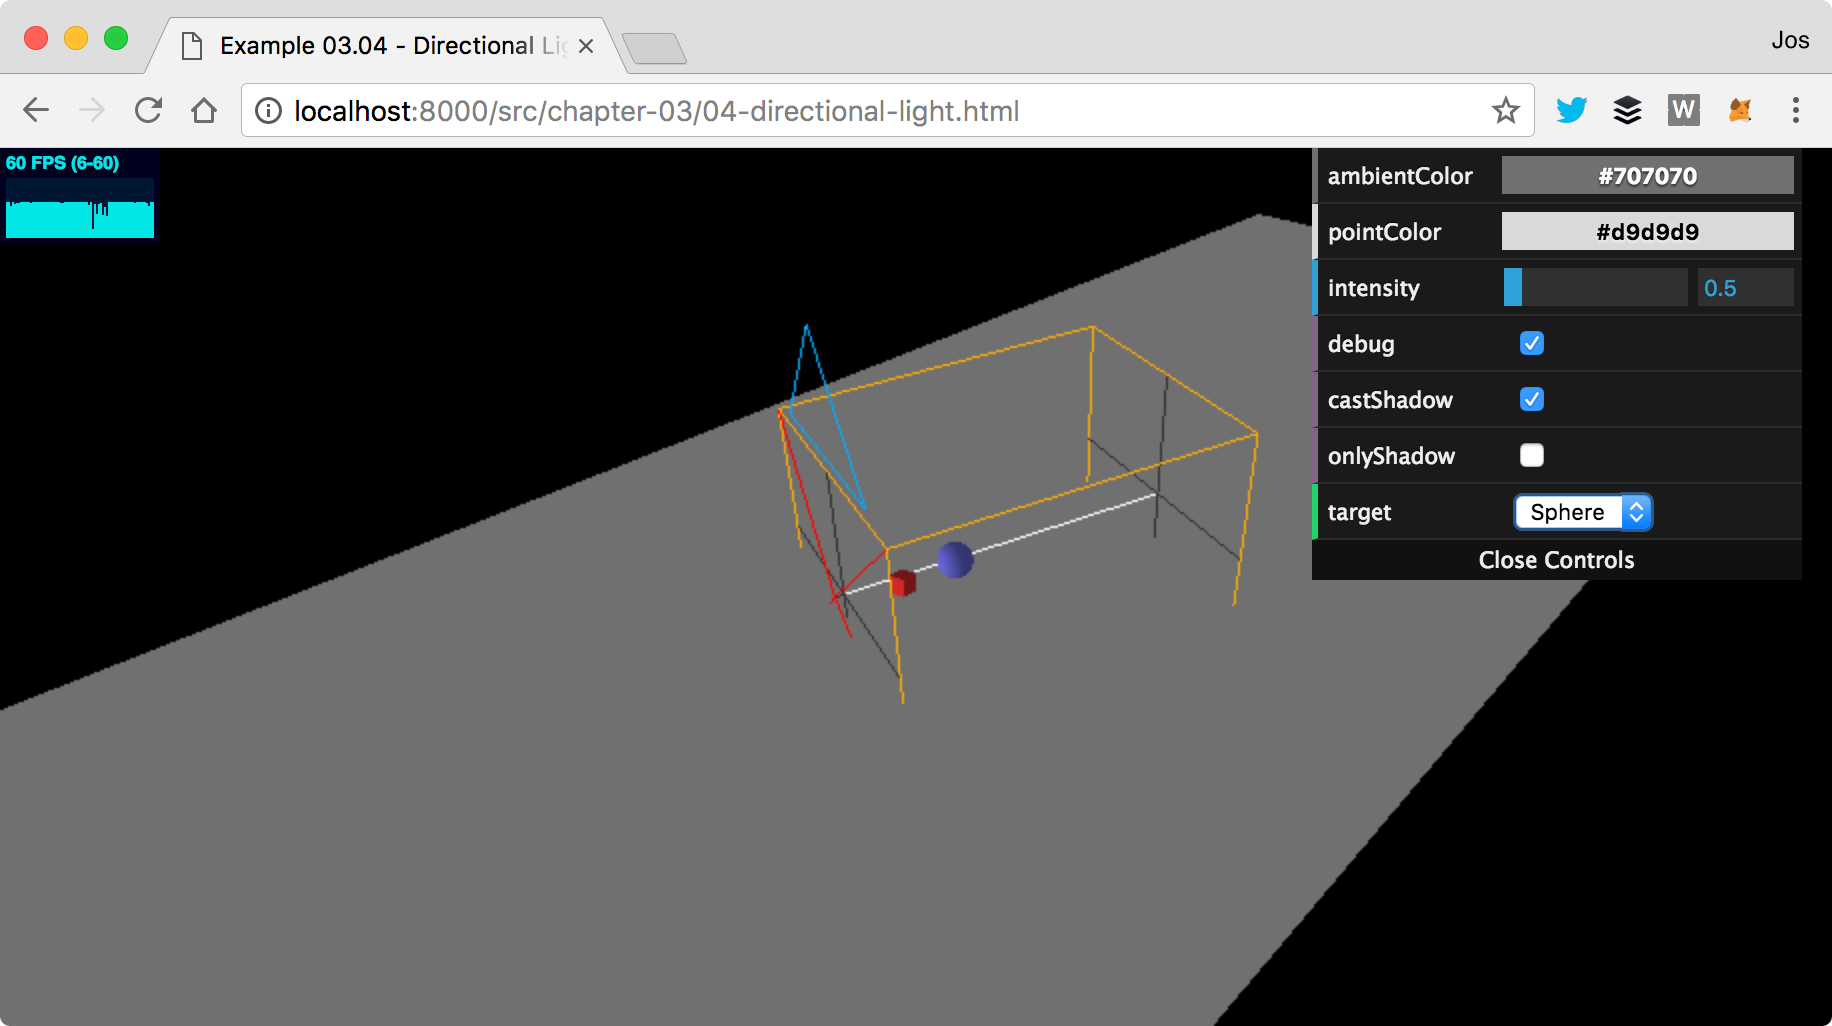 Example 03.04 - Directional Li
Jos
localhost:8000/src/chapter-03/04-directional-light.html
W
60 FPS (6-60)
ambientColor #707070
pointColor #d9d9d9
intensity 0.5
debug
castShadow
onlyShadow
target Sphere
Close Controls